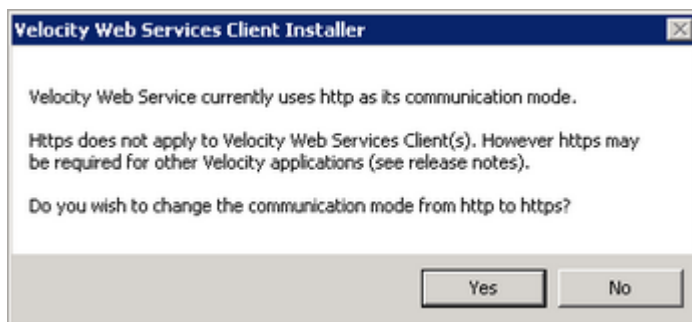 Velocity Web Services Client Installer
Velocity Web Service currently uses http as its communication mode.
Https does not apply to Velocity Web Services Client(s). However https may
be required for other Velocity applications (see release notes).
Do you wish to change the communication mode from http to https?
Yes No